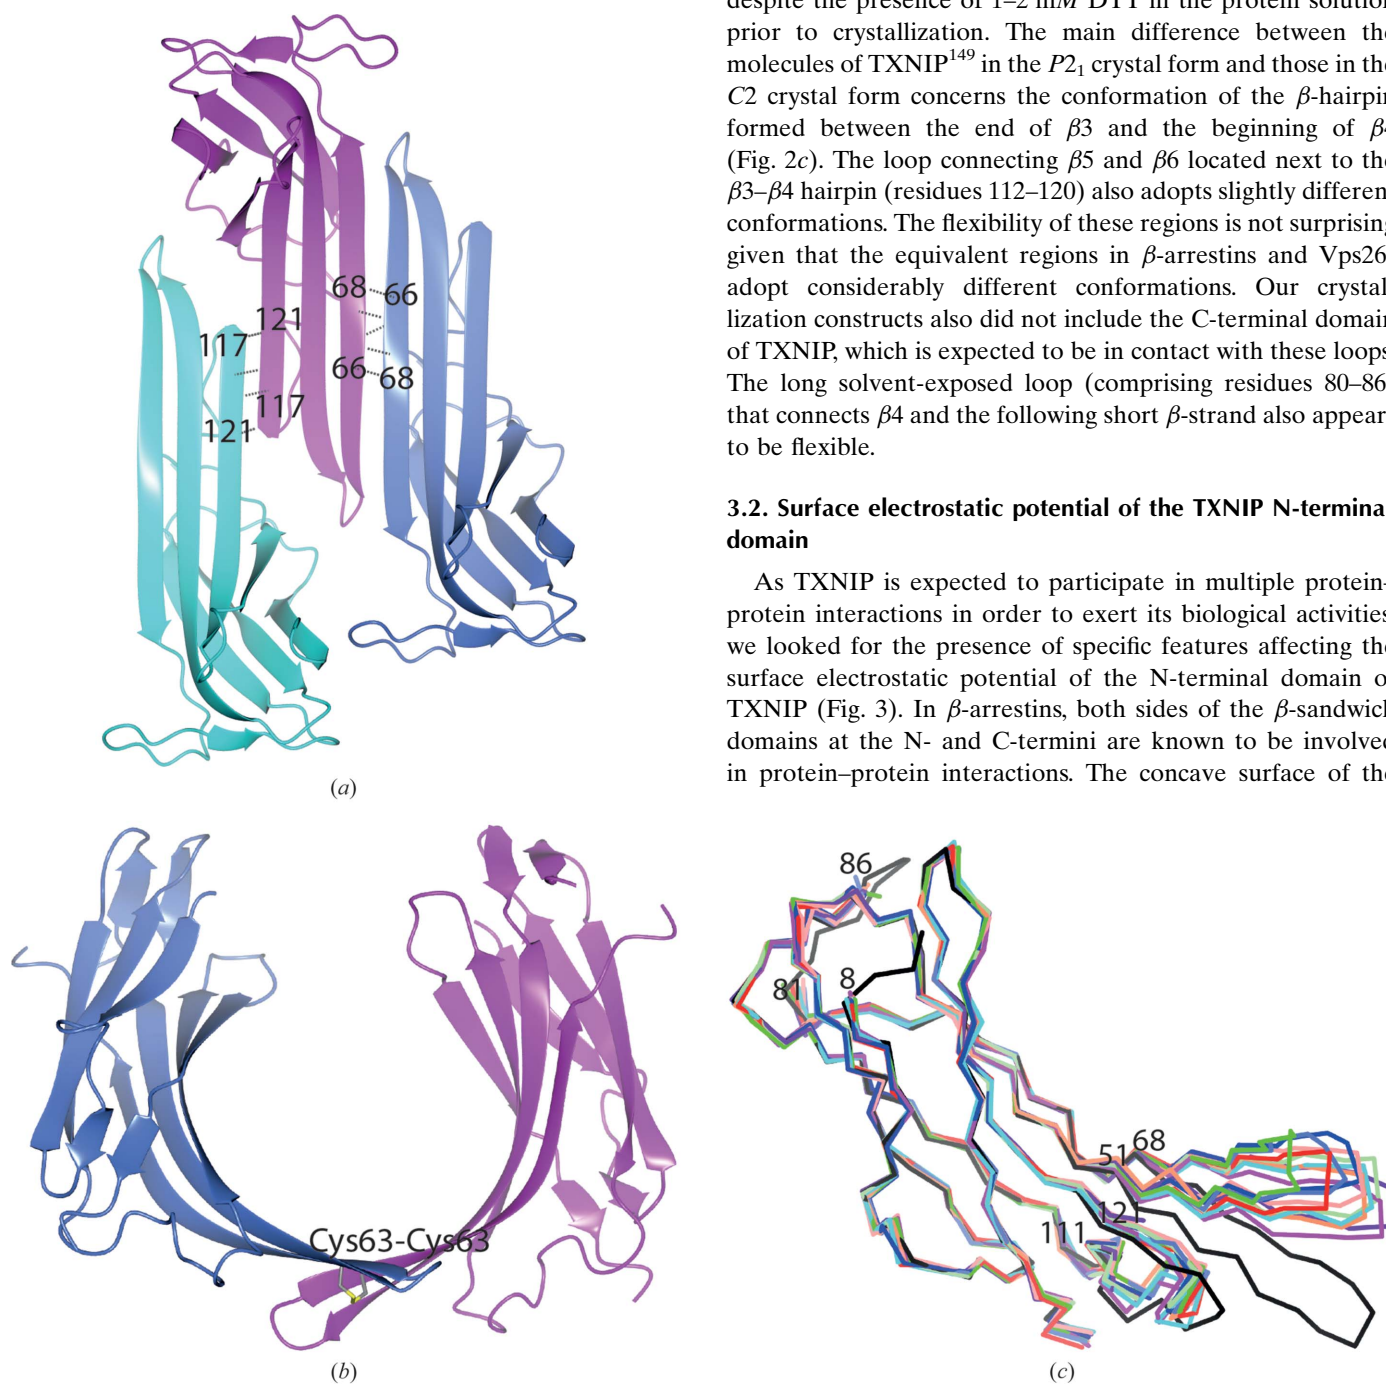 68 66
121
117
66 68
117
121
(a)
despite the presence of 1–2 mM DTT in the protein solution
prior to crystallization. The main difference between the
molecules of TXNIP149 in the P21 crystal form and those in the
C2 crystal form concerns the conformation of the β-hairpin
formed between the end of β3 and the beginning of β4
(Fig. 2c). The loop connecting β5 and β6 located next to the
β3–β4 hairpin (residues 112–120) also adopts slightly differen
conformations. The flexibility of these regions is not surprising
given that the equivalent regions in β-arrestins and Vps26
adopt considerably different conformations. Our crystal
lization constructs also did not include the C-terminal domain
of TXNIP, which is expected to be in contact with these loops
The long solvent-exposed loop (comprising residues 80–86
that connects β4 and the following short β-strand also appear
to be flexible.
3.2. Surface electrostatic potential of the TXNIP N-termina
domain
As TXNIP is expected to participate in multiple protein-
protein interactions in order to exert its biological activities
we looked for the presence of specific features affecting the
surface electrostatic potential of the N-terminal domain o
TXNIP (Fig. 3). In β-arrestins, both sides of the β-sandwich
domains at the N- and C-termini are known to be involved
in protein–protein interactions. The concave surface of the
Cys63-Cys63
(b)
86
81 8
51 68
121
111
(c)